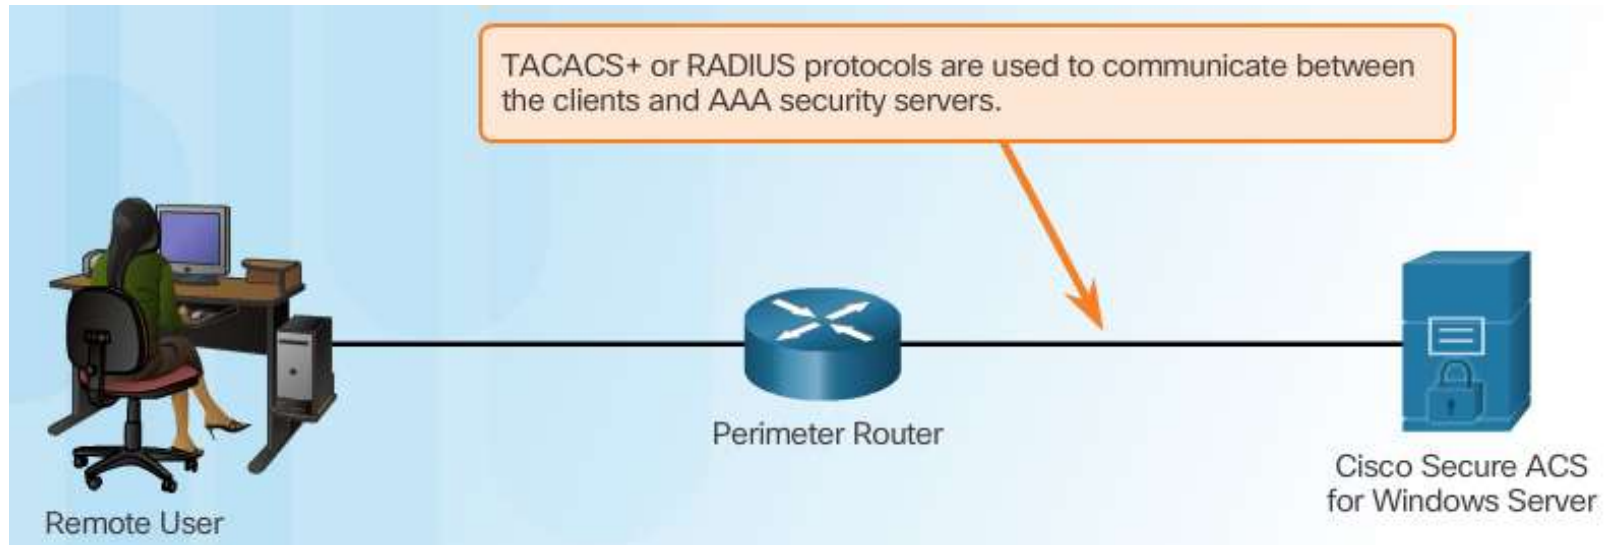 TACACS+ or RADIUS protocols are used to communicate between
the clients and AAA security servers.
Perimeter Router
Cisco Secure ACS
for Windows Server
Remote User